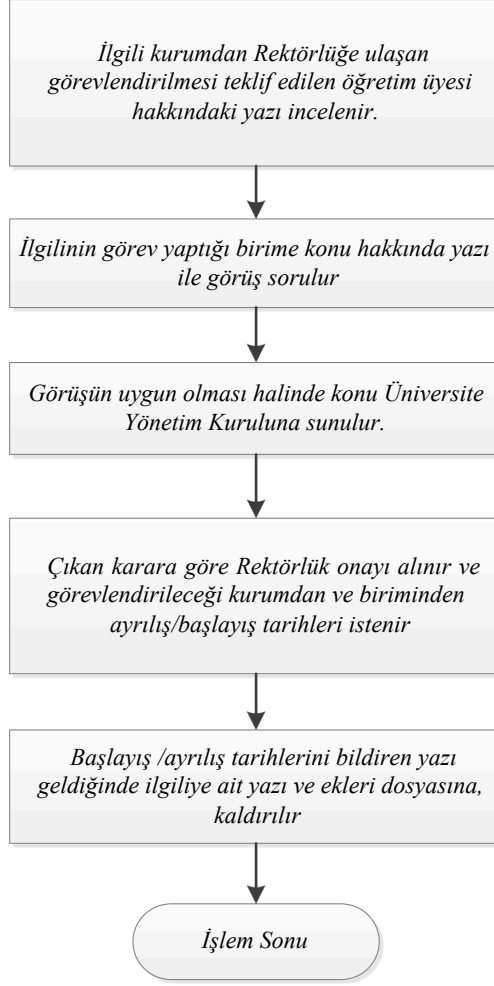 İlgili kurumdan Rektörlüğe ulaşan
görevlendirilmesi teklif edilen öğretim üyesi
hakkındaki yazı incelenir.
İlgilinin görev yaptığı birime konu hakkında yazı
ile görüş sorulur
Görüşün uygun olması halinde konu Üniversite
Yönetim Kuruluna sunulur.
Çıkan karara göre Rektörlük onayı alınır ve
görevlendirileceği kurumdan ve biriminden
ayrılış/başlayış tarihleri istenir
Başlayış /ayrılış tarihlerini bildiren yazı
geldiğinde ilgiliye ait yazı ve ekleri dosyasına,
kaldırılır
İşlem Sonu